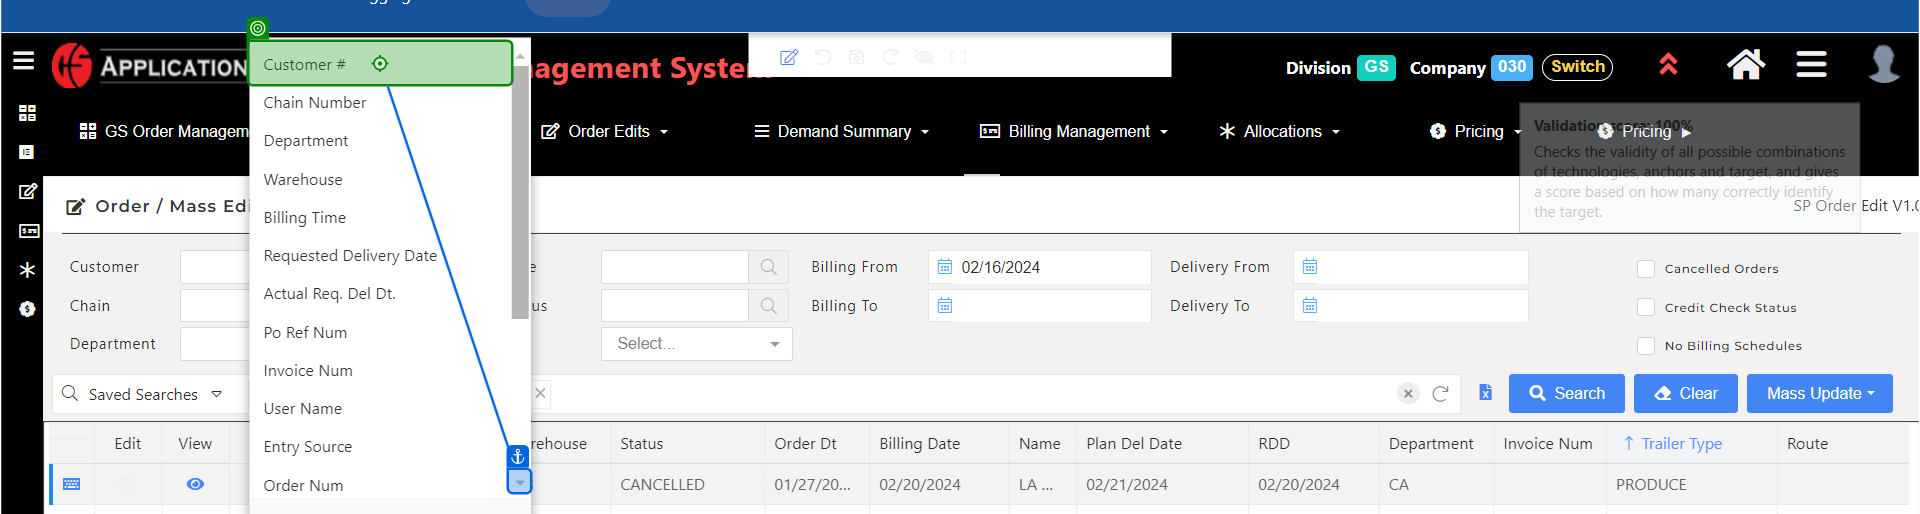 APPLICATION
nagement System
Division GS Company 030 Switch
GS Order Managem
Order Edits
Demand Summary
Billing Management
Allocations
Pricing
Pricing
Validation score: 100%
Checks the validity of all possible combinations
of technologies, anchors and target, and gives
a score based on how many correctly identify
the target.
Order / Mass Edi
SP Order Edit V1.0
Customer #
Chain Number
Department
Warehouse
Billing Time
Requested Delivery Date
Actual Req. Del Dt.
Po Ref Num
Invoice Num
User Name
Entry Source
Order Num
Customer
Chain
Department
e
us
Select...
Billing From 02/16/2024
Billing To
Delivery From
Delivery To
Cancelled Orders
Credit Check Status
No Billing Schedules
Saved Searches
Search Clear Mass Update
Edit View rehouse Status Order Dt Billing Date Name Plan Del Date RDD Department Invoice Num Trailer Type Route
CANCELLED 01/27/20... 02/20/2024 LA ... 02/21/2024 02/20/2024 CA PRODUCE